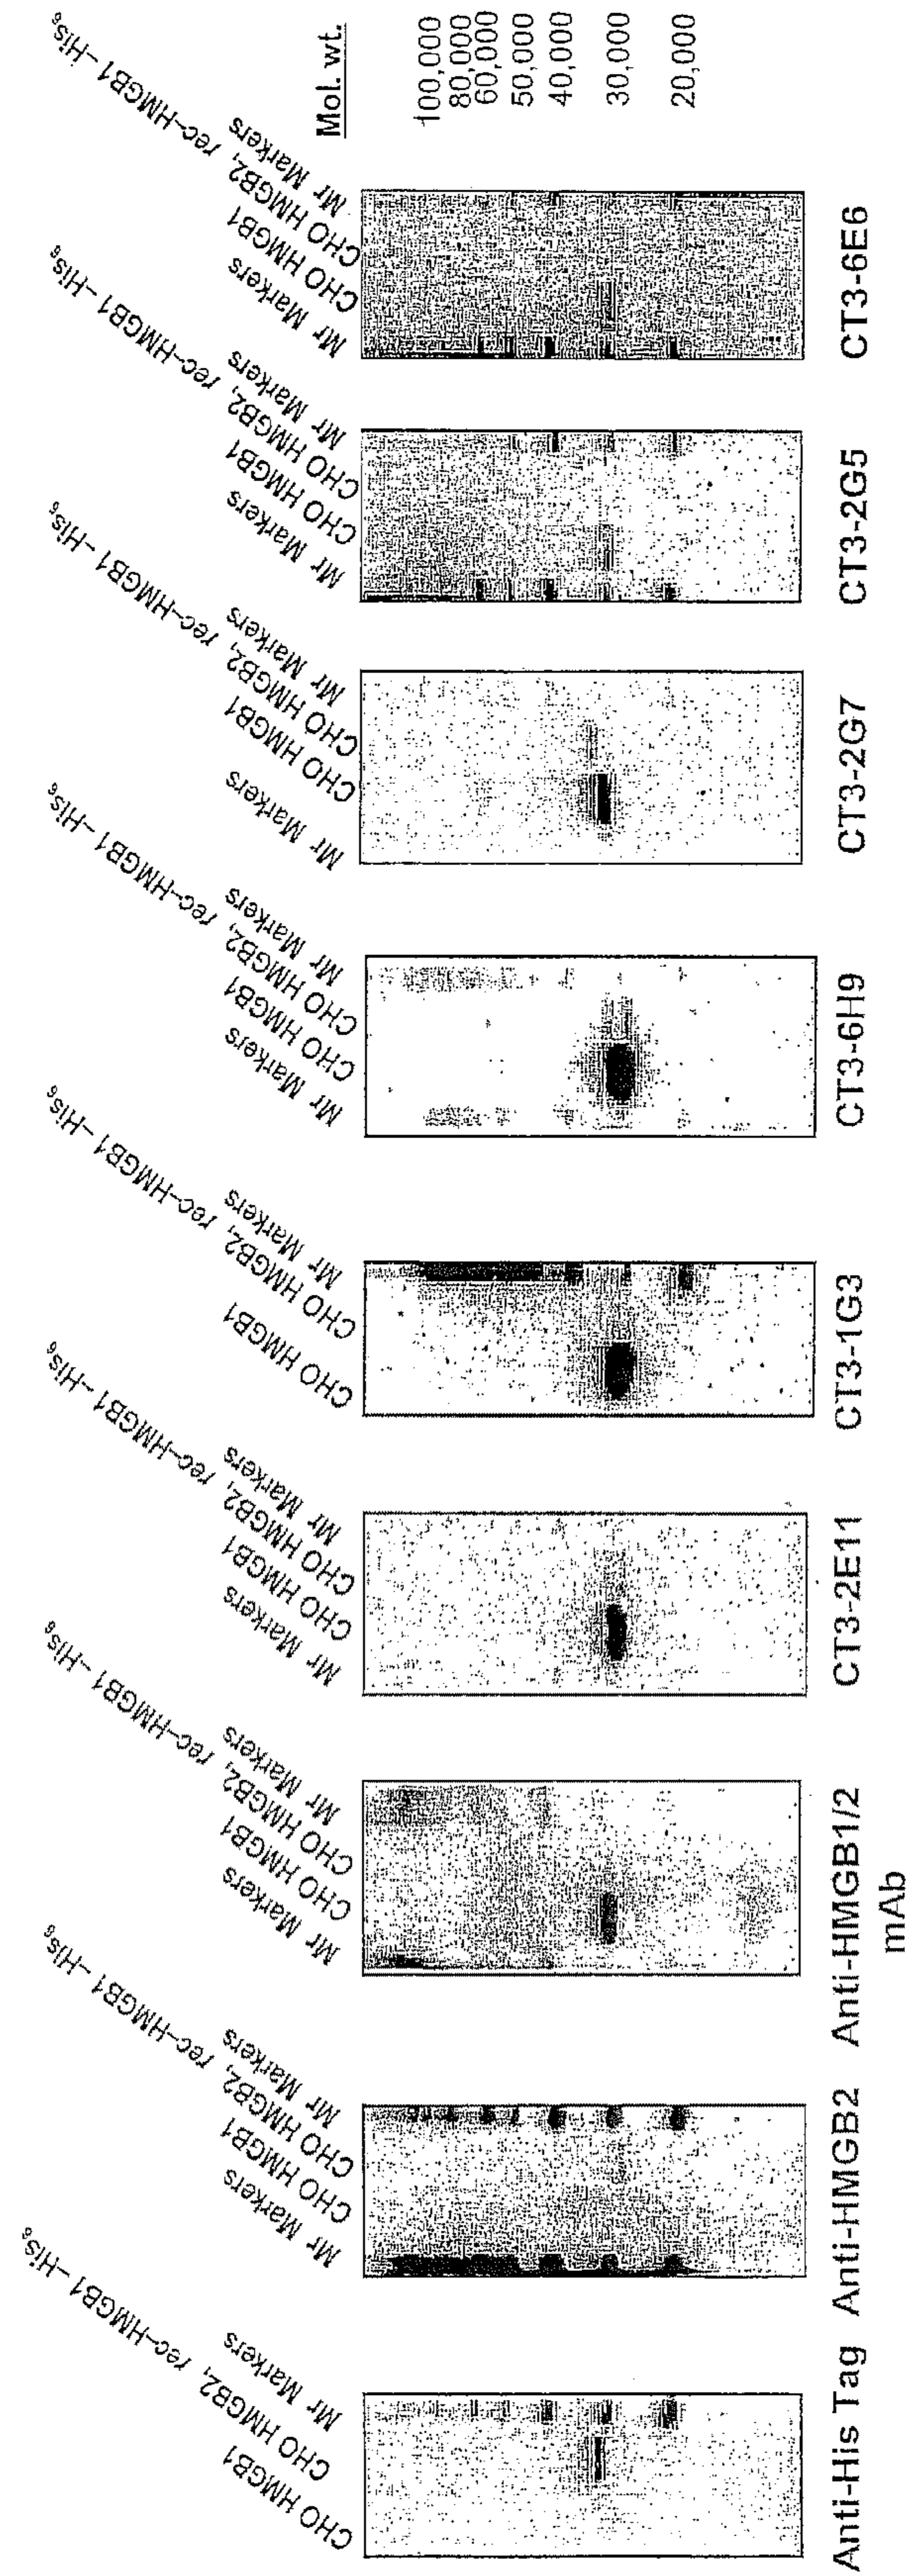 CHO HMGB1
CHO HMGB2, rec-HMGB1-His₆
Mr Markers
Mr Markers
CHO HMGB1
CHO HMGB2, rec-HMGB1-His₆
Mr Markers
Mr Markers
CHO HMGB1
CHO HMGB2, rec-HMGB1-His₆
Mr Markers
Mr Markers
CHO HMGB1
CHO HMGB2, rec-HMGB1-His₆
Mr Markers
CHO HMGB1
CHO HMGB2, rec-HMGB1-His₆
Mr Markers
Mr Markers
CHO HMGB1
CHO HMGB2, rec-HMGB1-His₆
Mr Markers
Mr Markers
CHO HMGB1
CHO HMGB2, rec-HMGB1-His₆
Mr Markers
Mr Markers
CHO HMGB1
CHO HMGB2, rec-HMGB1-His₆
Mr Markers
Mr Markers
CHO HMGB1
CHO HMGB2, rec-HMGB1-His₆
Mr Markers
Mol. wt.
100,000
80,000
60,000
50,000
40,000
30,000
20,000
Anti-His Tag
Anti-HMGB2
Anti-HMGB1/2
mAb
CT3-2E11
CT3-1G3
CT3-6H9
CT3-2G7
CT3-2G5
CT3-6E6